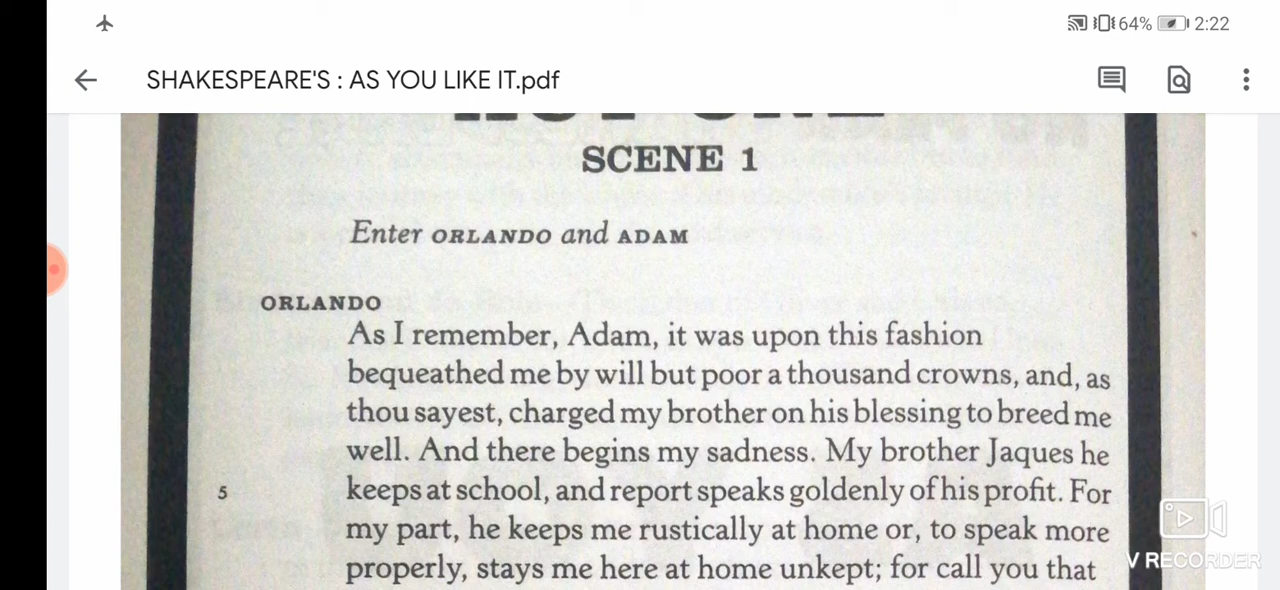 64% 2:22
SHAKESPEARE'S : AS YOU LIKE IT.pdf
SCENE 1
Enter ORLANDO and ADAM
ORLANDO
As I remember, Adam, it was upon this fashion
bequeathed me by will but poor a thousand crowns, and, as
thou sayest, charged my brother on his blessing to breed me
well. And there begins my sadness. My brother Jaques he
5 keeps at school, and report speaks goldenly of his profit. For
my part, he keeps me rustically at home or, to speak more
properly, stays me here at home unkept; for call you that
V RECORDER